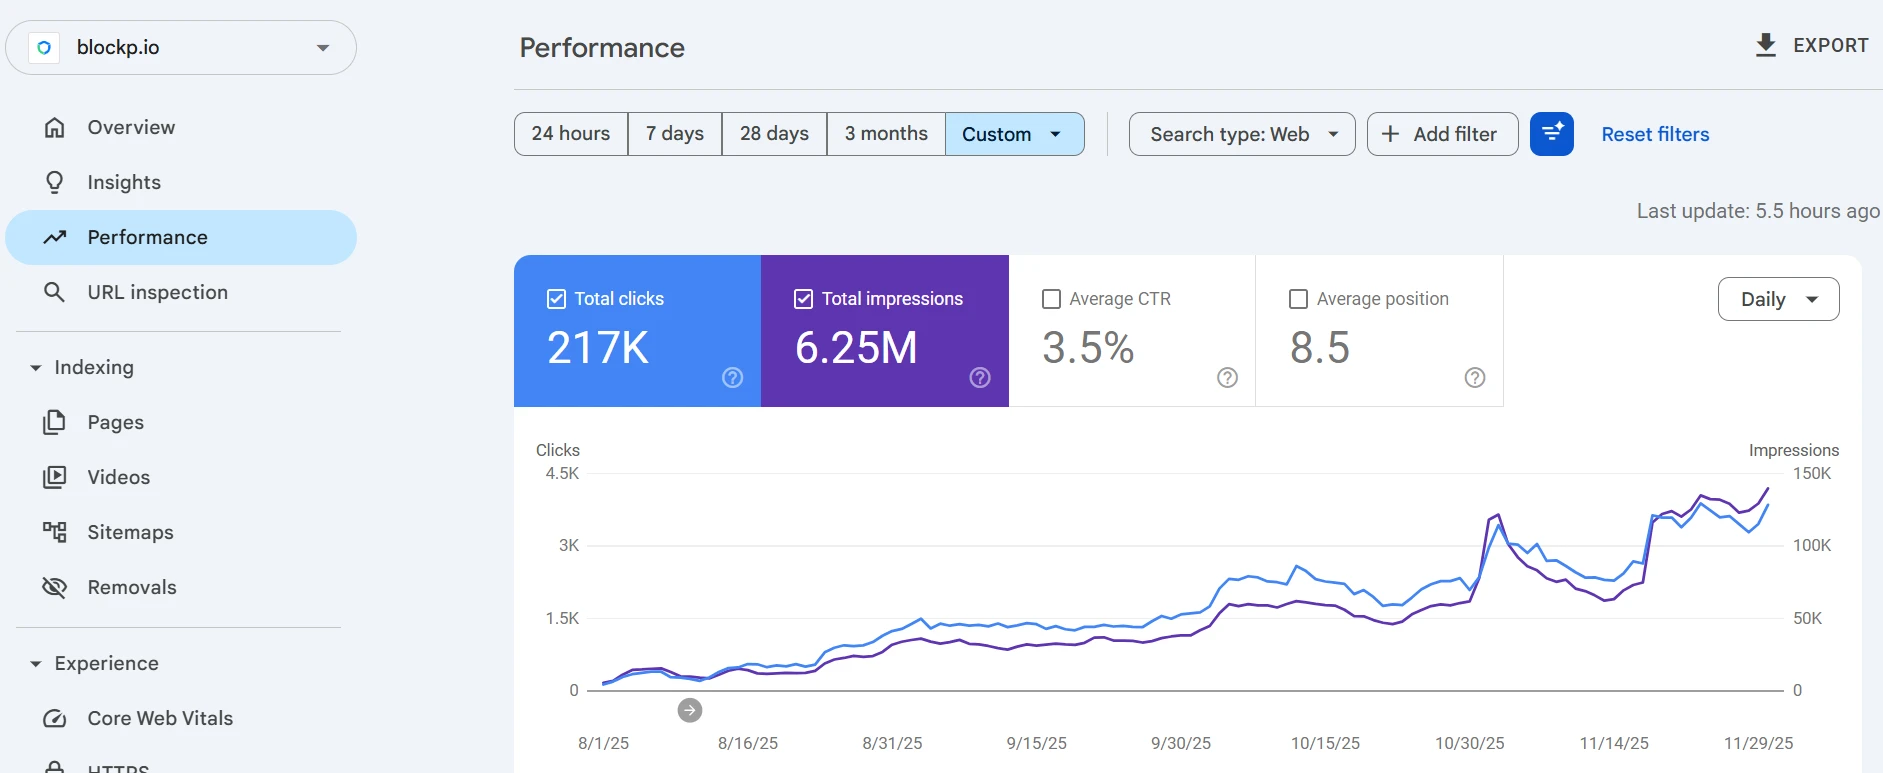 blockp.io
Overview
Insights
Performance
URL inspection
Indexing
Pages
Videos
Sitemaps
Removals
Experience
Core Web Vitals
HTTPS
Performance
EXPORT
24 hours 7 days 28 days 3 months Custom Search type: Web Add filter Reset filters
Last update: 5.5 hours ago
Total clicks
217K
Total impressions
6.25M
Average CTR
3.5%
Average position
8.5
Daily
Clicks Impressions
4.5K 150K
3K 100K
1.5K 50K
0 0
8/1/25 8/16/25 8/31/25 9/15/25 9/30/25 10/15/25 10/30/25 11/14/25 11/29/25